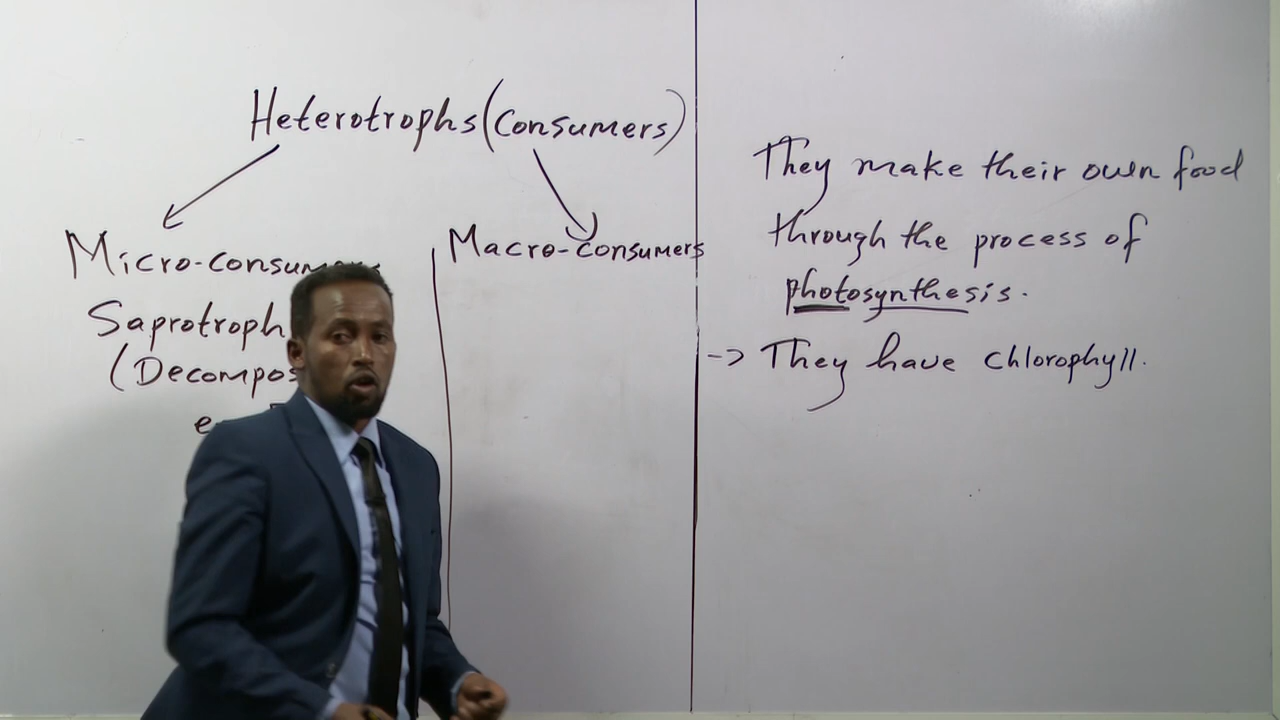 Heterotrophs (Consumers)
Micro-consumers
Saprotroph
(Decompos
Macro-consumers
They make their own food
through the process of
photosynthesis.
-> They have chlorophyll.